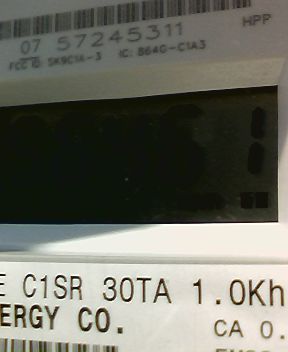 07 57245311
HPP
FCC ID: SK9C1A-3 IC: 864G-C1A3
E C1SR 30TA 1.0Kh
ERGY CO.
CA 0.